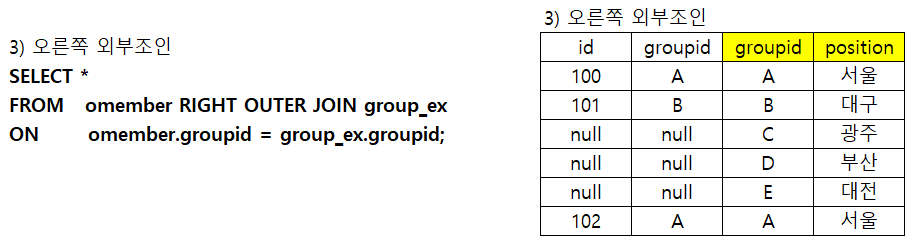 3) 오른쪽 외부조인
SELECT *
FROM omember RIGHT OUTER JOIN group_ex
ON omember.groupid = group_ex.groupid;
3) 오른쪽 외부조인
id groupid groupid position
100 A A 서울
101 B B 대구
null null C 광주
null null D 부산
null null E 대전
102 A A 서울